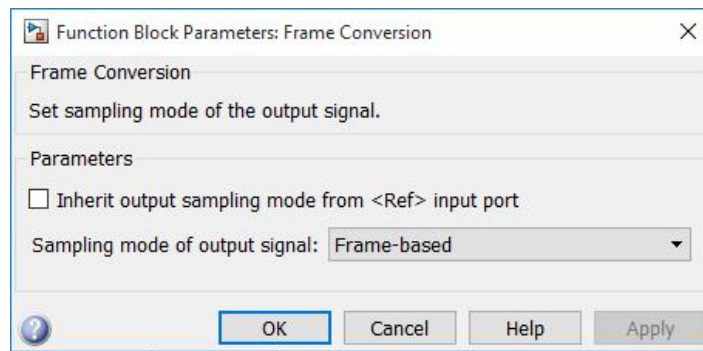 Function Block Parameters: Frame Conversion
Frame Conversion
Set sampling mode of the output signal.
Parameters
Inherit output sampling mode from <Ref> input port
Sampling mode of output signal: Frame-based
OK Cancel Help Apply